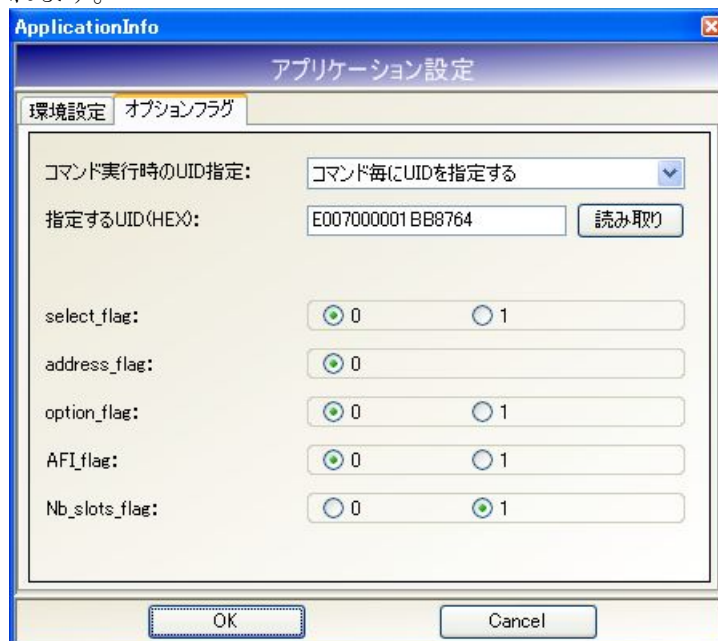 れます。
ApplicationInfo
アプリケーション設定
環境設定 オプションフラグ
コマンド実行時のUID指定: コマンド毎にUIDを指定する
指定するUID(HEX): E007000001BB8764 読み取り
select_flag: 0 1
address_flag: 0
option_flag: 0 1
AFI_flag: 0 1
Nb_slots_flag: 0 1
OK Cancel